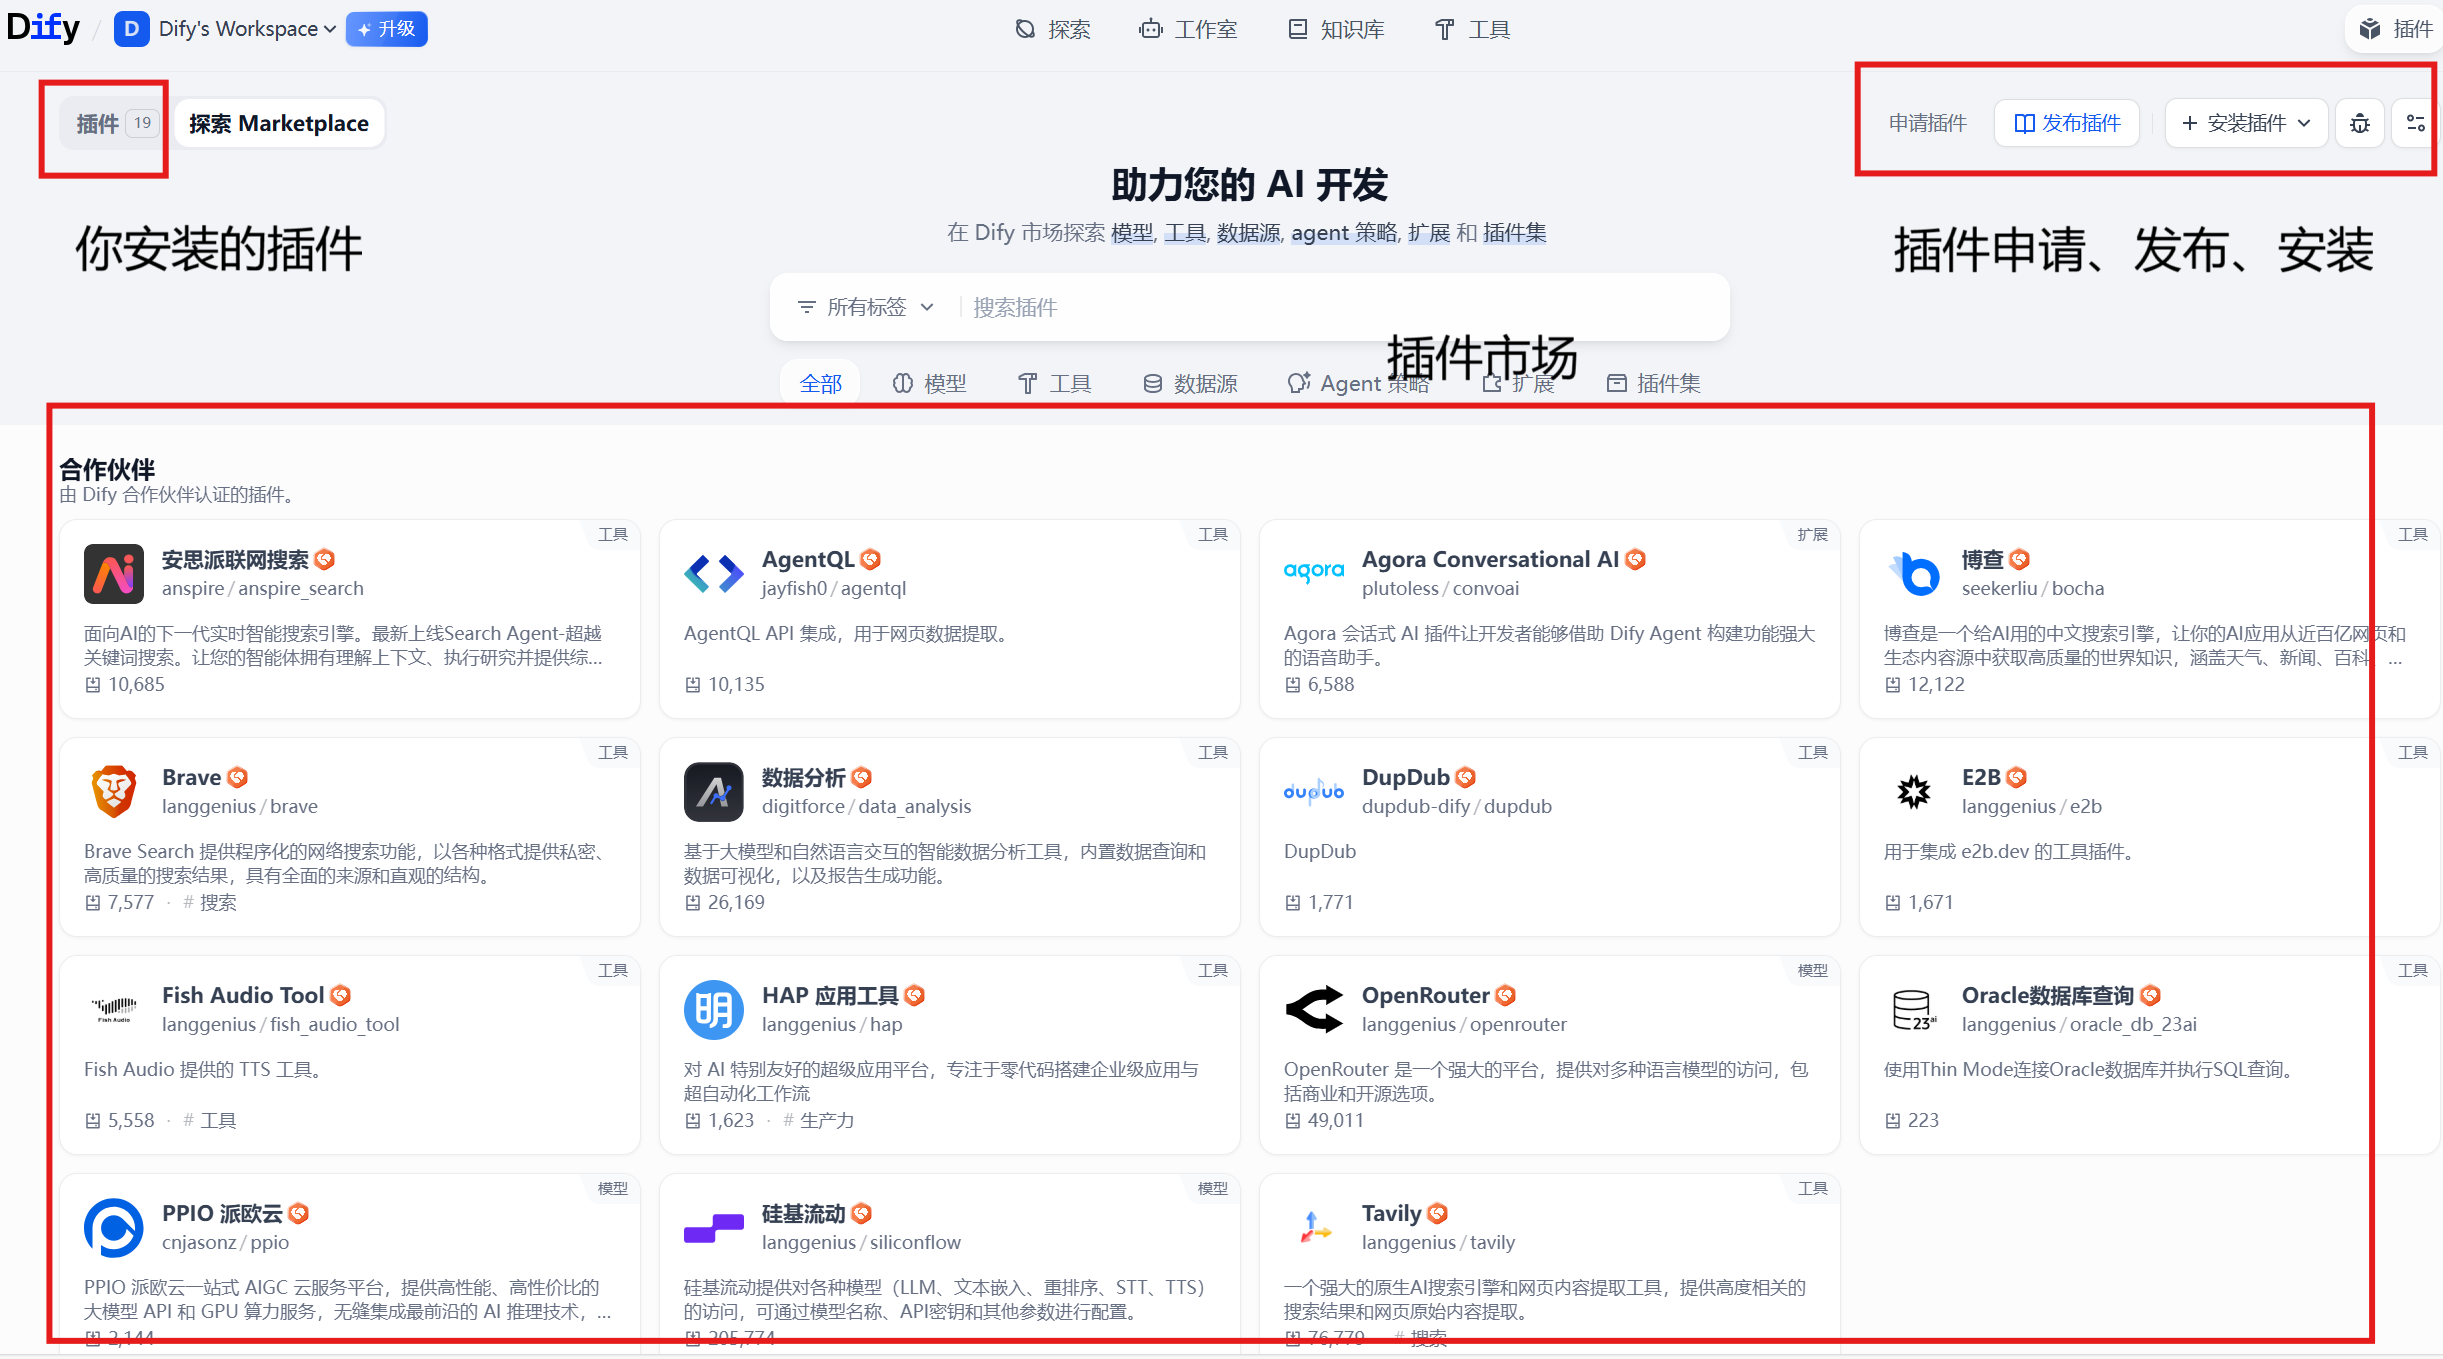 Dify / D Dify's Workspace 升级 探索 工作室 知识库 工具 插件
插件 19 探索 Marketplace 申请插件 发布插件 安装插件
助力您的 AI 开发
在 Dify 市场探索 模型, 工具, 数据源, agent 策略, 扩展 和 插件集
你安装的插件
插件申请、发布、安装
所有标签 搜索插件
插件市场
全部 模型 工具 数据源 Agent 策略 扩展 插件集
合作伙伴
由 Dify 合作伙伴认证的插件。
工具
安思派联网搜索
anspire / anspire_search
面向AI的下一代实时智能搜索引擎。最新上线Search Agent-超越
关键词搜索。让您的智能体拥有理解上下文、执行研究并提供综...
10,685
工具
AgentQL
jayfish0 / agentql
AgentQL API 集成，用于网页数据提取。
10,135
扩展
agora
Agora Conversational AI
plutoless / convoai
Agora 会话式 AI 插件让开发者能够借助 Dify Agent 构建功能强大
的语音助手。
6,588
工具
博查
seekerliu / bocha
博查是一个给AI用的中文搜索引擎，让你的AI应用从近百亿网页和
生态内容源中获取高质量的世界知识，涵盖天气、新闻、百科、...
12,122
工具
Brave
langgenius / brave
Brave Search 提供程序化的网络搜索功能，以各种格式提供私密、
高质量的搜索结果，具有全面的来源和直观的结构。
7,577 · # 搜索
工具
数据分析
digitforce / data_analysis
基于大模型和自然语言交互的智能数据分析工具，内置数据查询和
数据可视化，以及报告生成功能。
26,169
工具
dupdub
DupDub
dupdub-dify / dupdub
DupDub
1,771
工具
E2B
langgenius / e2b
用于集成 e2b.dev 的工具插件。
1,671
工具
Fish Audio
Fish Audio Tool
langgenius / fish_audio_tool
Fish Audio 提供的 TTS 工具。
5,558 · # 工具
工具
明
HAP 应用工具
langgenius / hap
对 AI 特别友好的超级应用平台，专注于零代码搭建企业级应用与
超自动化工作流
1,623 · # 生产力
模型
OpenRouter
langgenius / openrouter
OpenRouter 是一个强大的平台，提供对多种语言模型的访问，包
括商业和开源选项。
49,011
工具
23ai
Oracle数据库查询
langgenius / oracle_db_23ai
使用Thin Mode连接Oracle数据库并执行SQL查询。
223
模型
PPIO 派欧云
cnjasonz / ppio
PPIO 派欧云一站式 AIGC 云服务平台，提供高性能、高性价比的
大模型 API 和 GPU 算力服务，无缝集成最前沿的 AI 推理技术，...
2,144
模型
硅基流动
langgenius / siliconflow
硅基流动提供对各种模型（LLM、文本嵌入、重排序、STT、TTS）
的访问，可通过模型名称、API密钥和其他参数进行配置。
205,774
工具
Tavily
langgenius / tavily
一个强大的原生AI搜索引擎和网页内容提取工具，提供高度相关的
搜索结果和网页原始内容提取。
76,779 · # 搜索